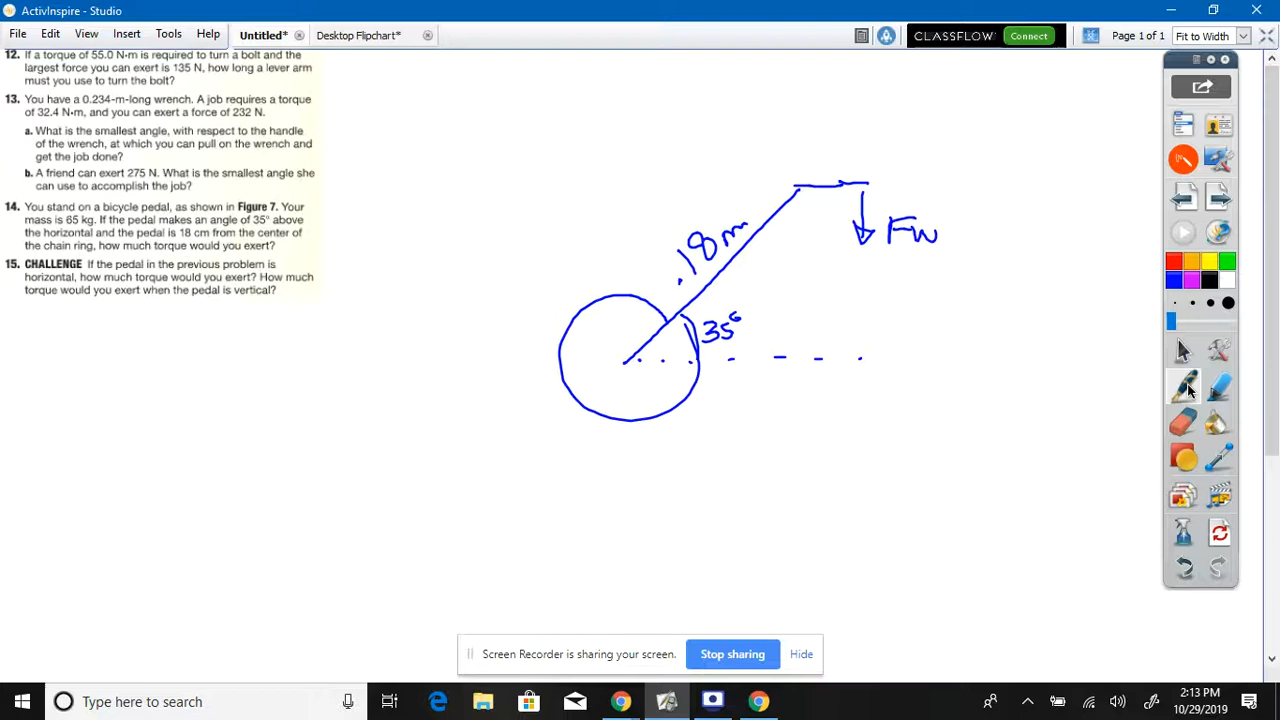 ActivInspire - Studio
File Edit View Insert Tools Help
Untitled* Desktop Flipchart*
CLASSFLOW Connect
Page 1 of 1 Fit to Width
12. If a torque of 55.0 N•m is required to turn a bolt and the
largest force you can exert is 135 N, how long a lever arm
must you use to turn the bolt?
13. You have a 0.234-m-long wrench. A job requires a torque
of 32.4 N•m, and you can exert a force of 232 N.
a. What is the smallest angle, with respect to the handle
of the wrench, at which you can pull on the wrench and
get the job done?
b. A friend can exert 275 N. What is the smallest angle she
can use to accomplish the job?
14. You stand on a bicycle pedal, as shown in Figure 7. Your
mass is 65 kg. If the pedal makes an angle of 35° above
the horizontal and the pedal is 18 cm from the center of
the chain ring, how much torque would you exert?
15. CHALLENGE If the pedal in the previous problem is
horizontal, how much torque would you exert? How much
torque would you exert when the pedal is vertical?
.18m
Fw
35°
Screen Recorder is sharing your screen. Stop sharing Hide
Type here to search
2:13 PM
10/29/2019